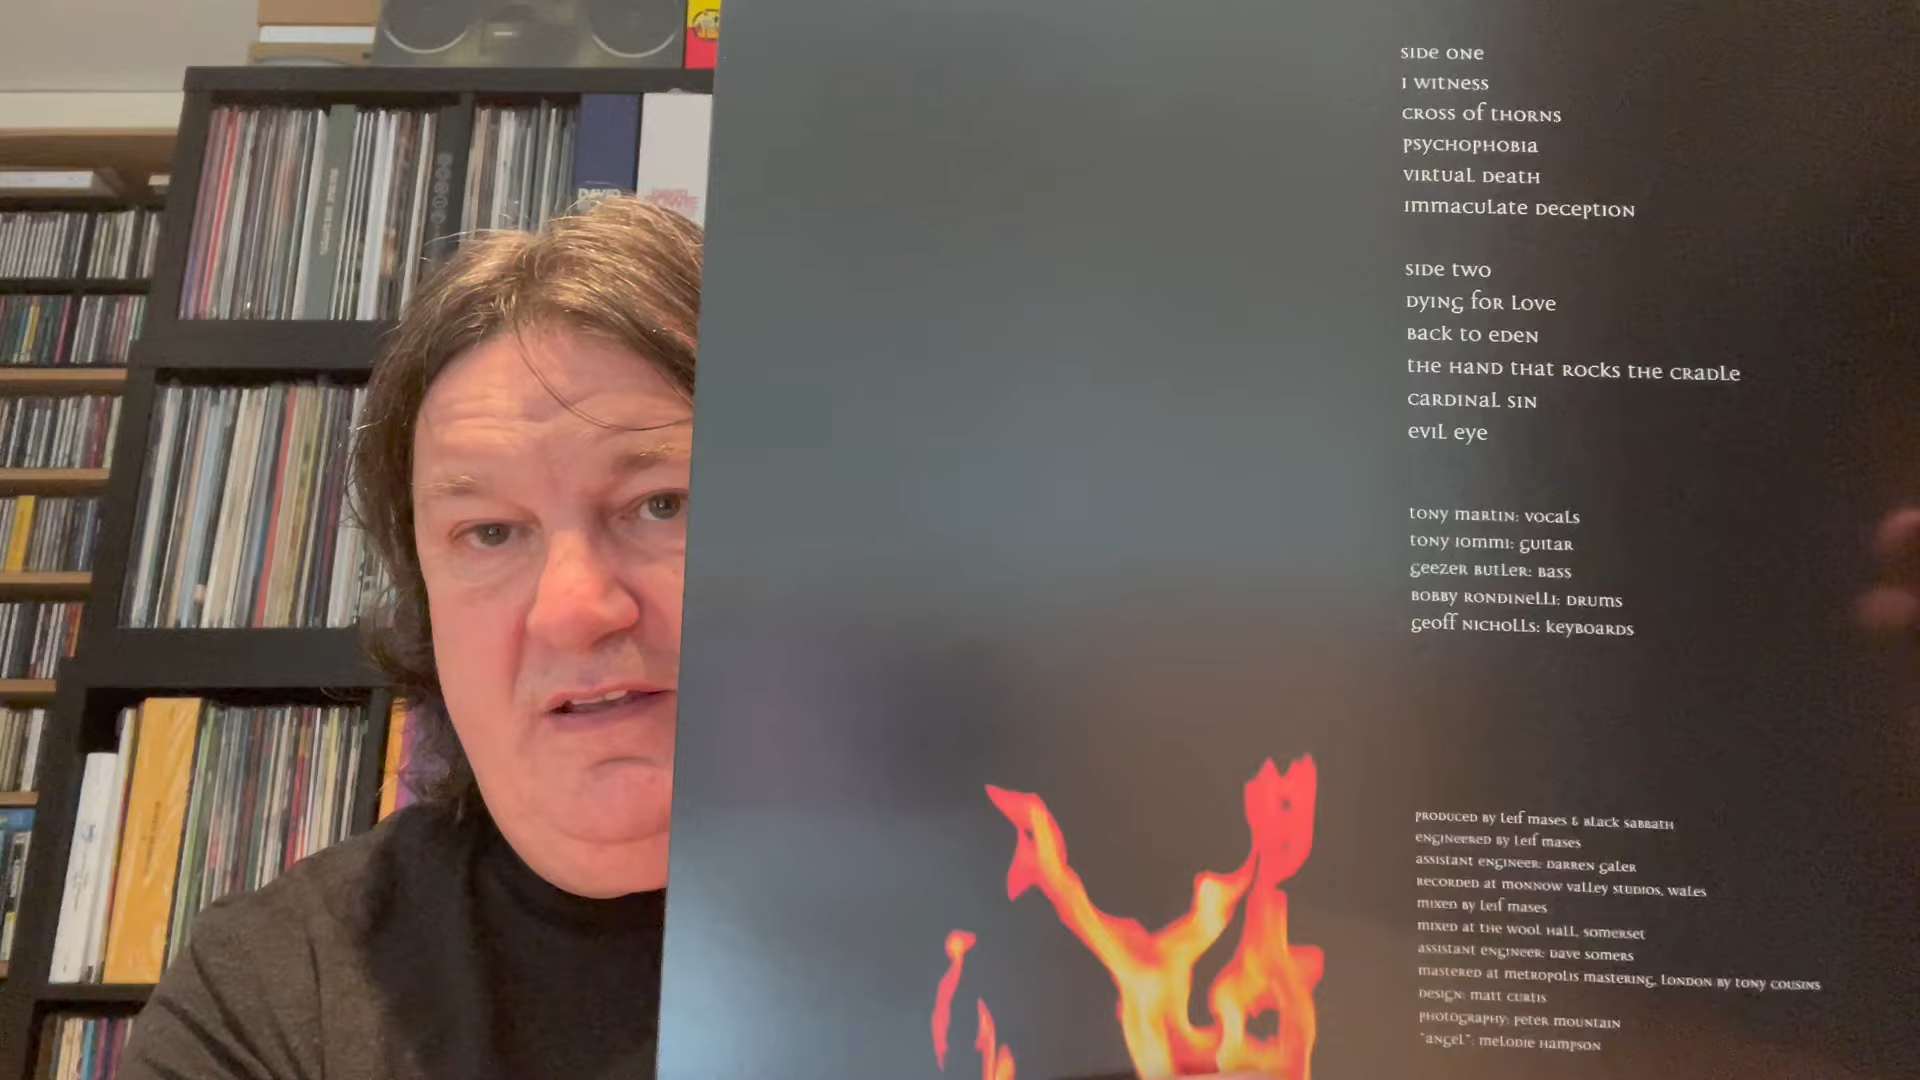 DAVID
side one
I witness
cross of thorns
psychophobia
virtual death
immaculate deception
side two
dying for love
back to eden
the hand that rocks the cradle
cardinal sin
evil eye
tony martin: vocals
tony iommi: guitar
geezer butler: bass
bobby rondinelli: drums
geoff nicholls: keyboards
produced by leif mases & black sabbath
engineered by leif mases
assistant engineer: darren galer
recorded at monnow valley studios, wales
mixed by leif mases
mixed at the wool hall, somerset
assistant engineer: dave somers
mastered at metropolis mastering, london by tony cousins
design: matt curtis
photography: peter mountain
"angel": melodie hampson